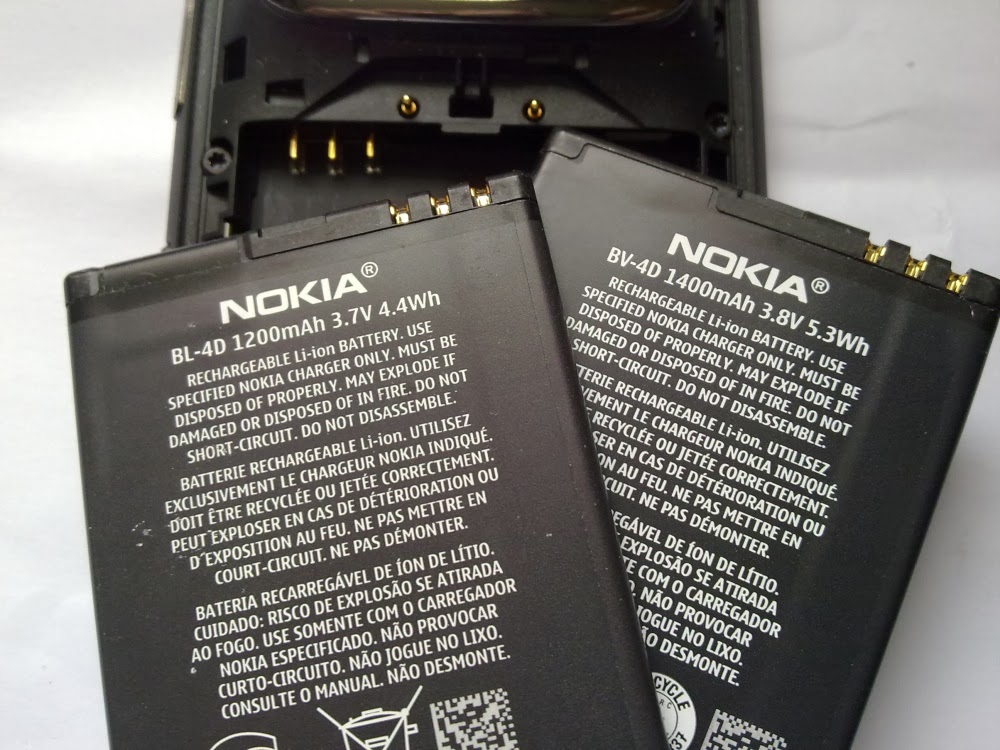 NOKIA®
BL-4D 1200mAh 3.7V 4.4Wh
RECHARGEABLE Li-ion BATTERY. USE
SPECIFIED NOKIA CHARGER ONLY. MUST BE
DISPOSED OF PROPERLY. MAY EXPLODE IF
DAMAGED OR DISPOSED OF IN FIRE. DO NOT
SHORT-CIRCUIT. DO NOT DISASSEMBLE.
BATTERIE RECHARGEABLE Li-ion. UTILISEZ
EXCLUSIVEMENT LE CHARGEUR NOKIA INDIQUÉ.
DOIT ÊTRE RECYCLÉE OU JETÉE CORRECTEMENT.
PEUT EXPLOSER EN CAS DE DÉTÉRIORATION OU
D´EXPOSITION AU FEU. NE PAS METTRE EN
COURT-CIRCUIT. NE PAS DÉMONTER.
BATERIA RECARREGÁVEL DE ÍON DE LÍTIO.
CUIDADO: RISCO DE EXPLOSÃO SE ATIRADA
AO FOGO. USE SOMENTE COM O CARREGADOR
NOKIA ESPECIFICADO. NÃO PROVOCAR
CURTO-CIRCUITO. NÃO JOGUE NO LIXO.
CONSULTE O MANUAL. NÃO DESMONTE.
NOKIA®
BV-4D 1400mAh 3.8V 5.3Wh
RECHARGEABLE Li-ion BATTERY. USE
SPECIFIED NOKIA CHARGER ONLY. MUST BE
DISPOSED OF PROPERLY. MAY EXPLODE IF
DAMAGED OR DISPOSED OF IN FIRE. DO NOT
SHORT-CIRCUIT. DO NOT DISASSEMBLE.
TERIE RECHARGEABLE Li-ion. UTILISEZ
VEMENT LE CHARGEUR NOKIA INDIQUÉ.
RECYCLÉE OU JETÉE CORRECTEMENT.
SER EN CAS DE DÉTÉRIORATION OU
ON AU FEU. NE PAS METTRE EN
UIT. NE PAS DÉMONTER.
EGÁVEL DE ÍON DE LÍTIO.
EXPLOSÃO SE ATIRADA
TE COM O CARREGADOR
. NÃO PROVOCAR
OGUE NO LIXO.
O DESMONTE.
CYCLE